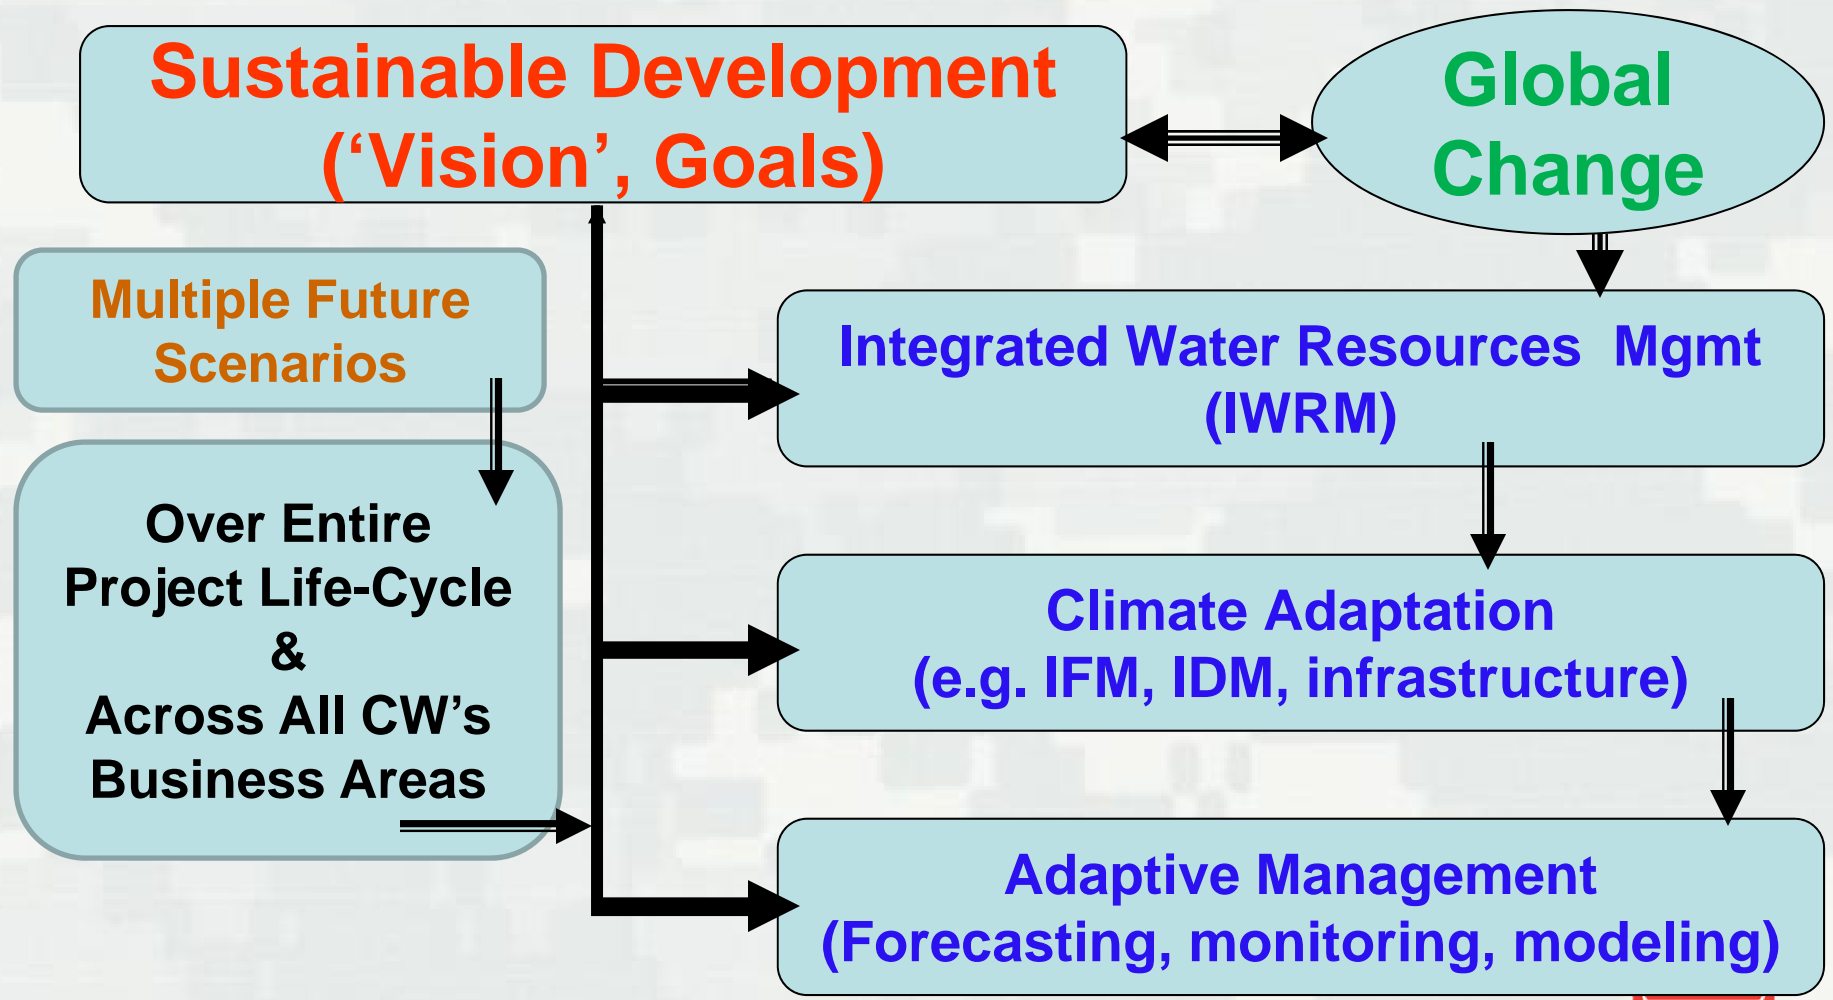 Sustainable Development
(‘Vision’, Goals)
Global
Change
Multiple Future
Scenarios
Integrated Water Resources  Mgmt
(IWRM)
Over Entire
Project Life-Cycle
&
Across All CW’s
Business Areas
Climate Adaptation
(e.g. IFM, IDM, infrastructure)
Adaptive Management
(Forecasting, monitoring, modeling)